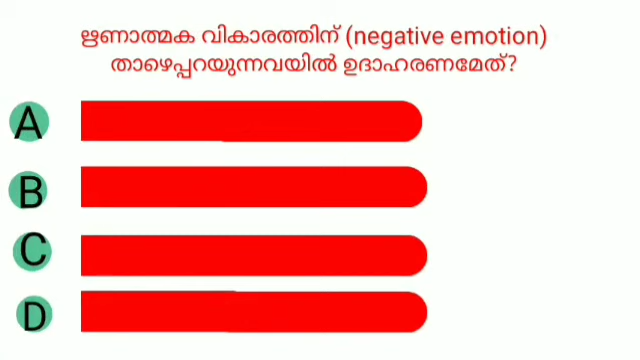 ഋണാത്മക വികാരത്തിന് (negative emotion)
താഴെപ്പറയുന്നവയിൽ ഉദാഹരണമേത്?
A
B
C
D